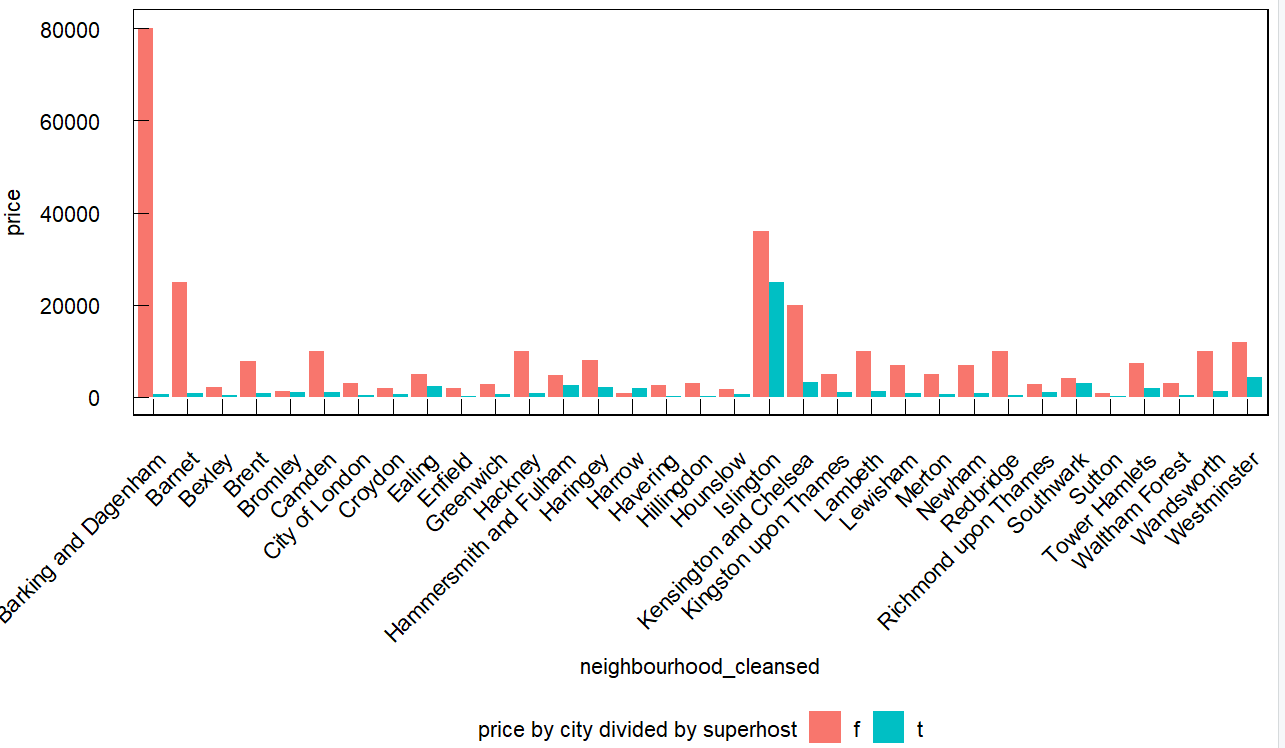 80000
60000
40000
20000
0
price
Barking and Dagenham
Barnet
Bexley
Brent
Bromley
Camden
City of London
Croydon
Ealing
Enfield
Greenwich
Hackney
Hammersmith and Fulham
Haringey
Harrow
Havering
Hillingdon
Hounslow
Islington
Kensington and Chelsea
Kingston upon Thames
Lambeth
Lewisham
Merton
Newham
Redbridge
Richmond upon Thames
Southwark
Sutton
Tower Hamlets
Waltham Forest
Wandsworth
Westminster
neighbourhood_cleansed
price by city divided by superhost f t